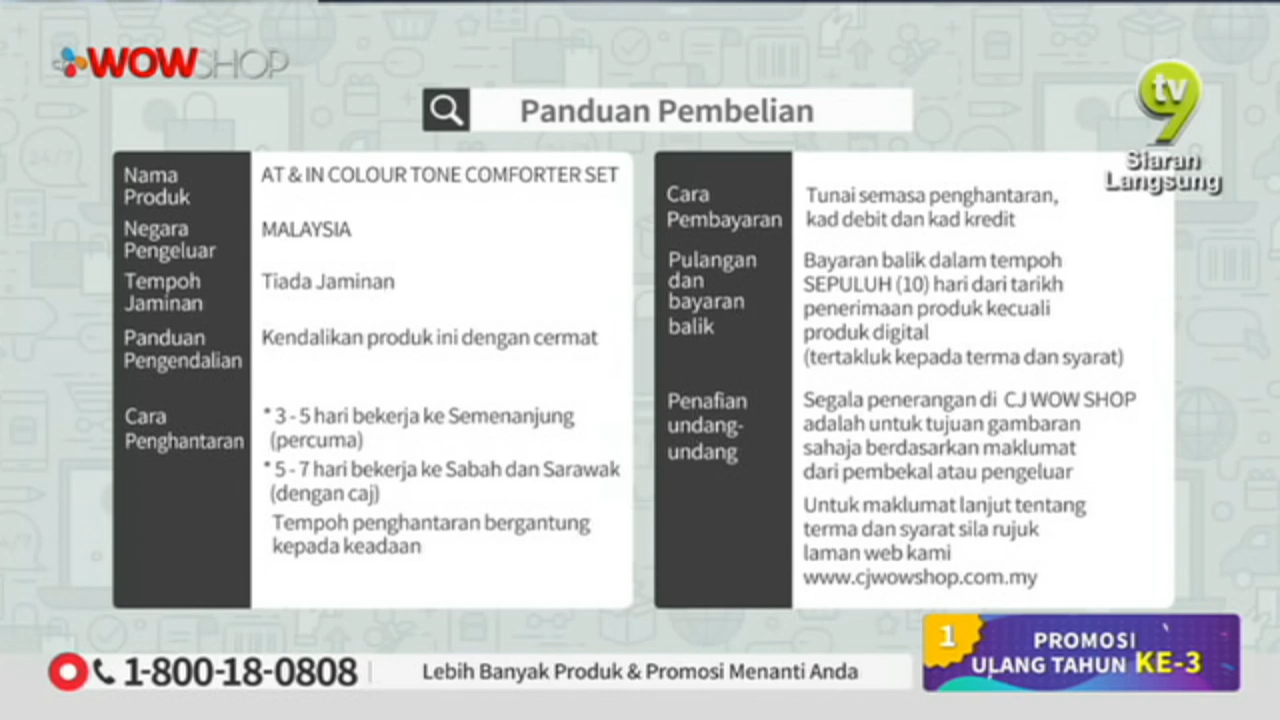 WOWSHOP
Panduan Pembelian
tv
9
Siaran
Langsung
Nama
Produk
AT & IN COLOUR TONE COMFORTER SET
Negara
Pengeluar
MALAYSIA
Tempoh
Jaminan
Tiada Jaminan
Panduan
Pengendalian
Kendalikan produk ini dengan cermat
Cara
Penghantaran
* 3 - 5 hari bekerja ke Semenanjung
(percuma)
* 5 - 7 hari bekerja ke Sabah dan Sarawak
(dengan caj)
Tempoh penghantaran bergantung
kepada keadaan
Cara
Pembayaran
Tunai semasa penghantaran,
kad debit dan kad kredit
Pulangan
dan
bayaran
balik
Bayaran balik dalam tempoh
SEPULUH (10) hari dari tarikh
penerimaan produk kecuali
produk digital
(tertakluk kepada terma dan syarat)
Penafian
undang-
undang
Segala penerangan di CJ WOW SHOP
adalah untuk tujuan gambaran
sahaja berdasarkan maklumat
dari pembekal atau pengeluar
Untuk maklumat lanjut tentang
terma dan syarat sila rujuk
laman web kami
www.cjwowshop.com.my
1-800-18-0808
Lebih Banyak Produk & Promosi Menanti Anda
1
PROMOSI
ULANG TAHUN KE-3